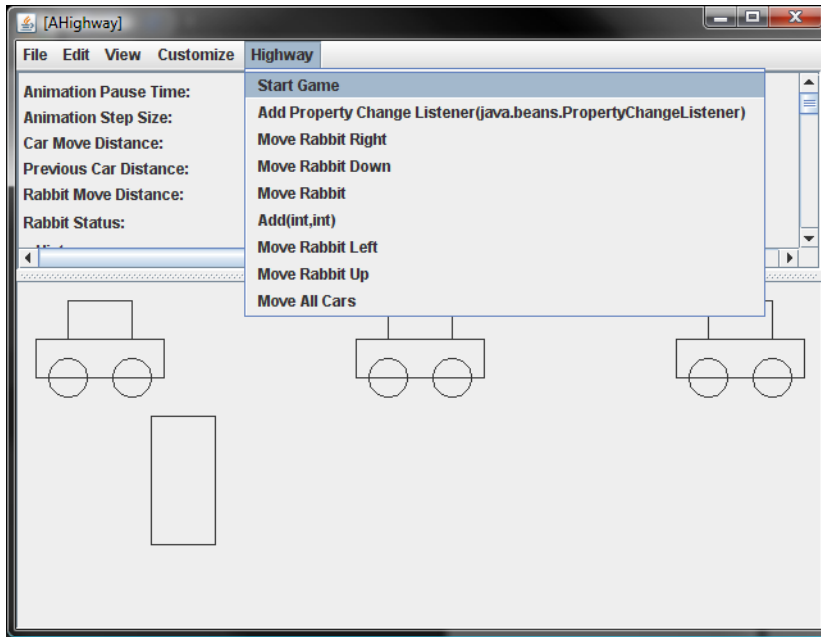 [AHighway]
File Edit View Customize Highway
Animation Pause Time:
Animation Step Size:
Car Move Distance:
Previous Car Distance:
Rabbit Move Distance:
Rabbit Status:
Start Game
Add Property Change Listener(java.beans.PropertyChangeListener)
Move Rabbit Right
Move Rabbit Down
Move Rabbit
Add(int,int)
Move Rabbit Left
Move Rabbit Up
Move All Cars